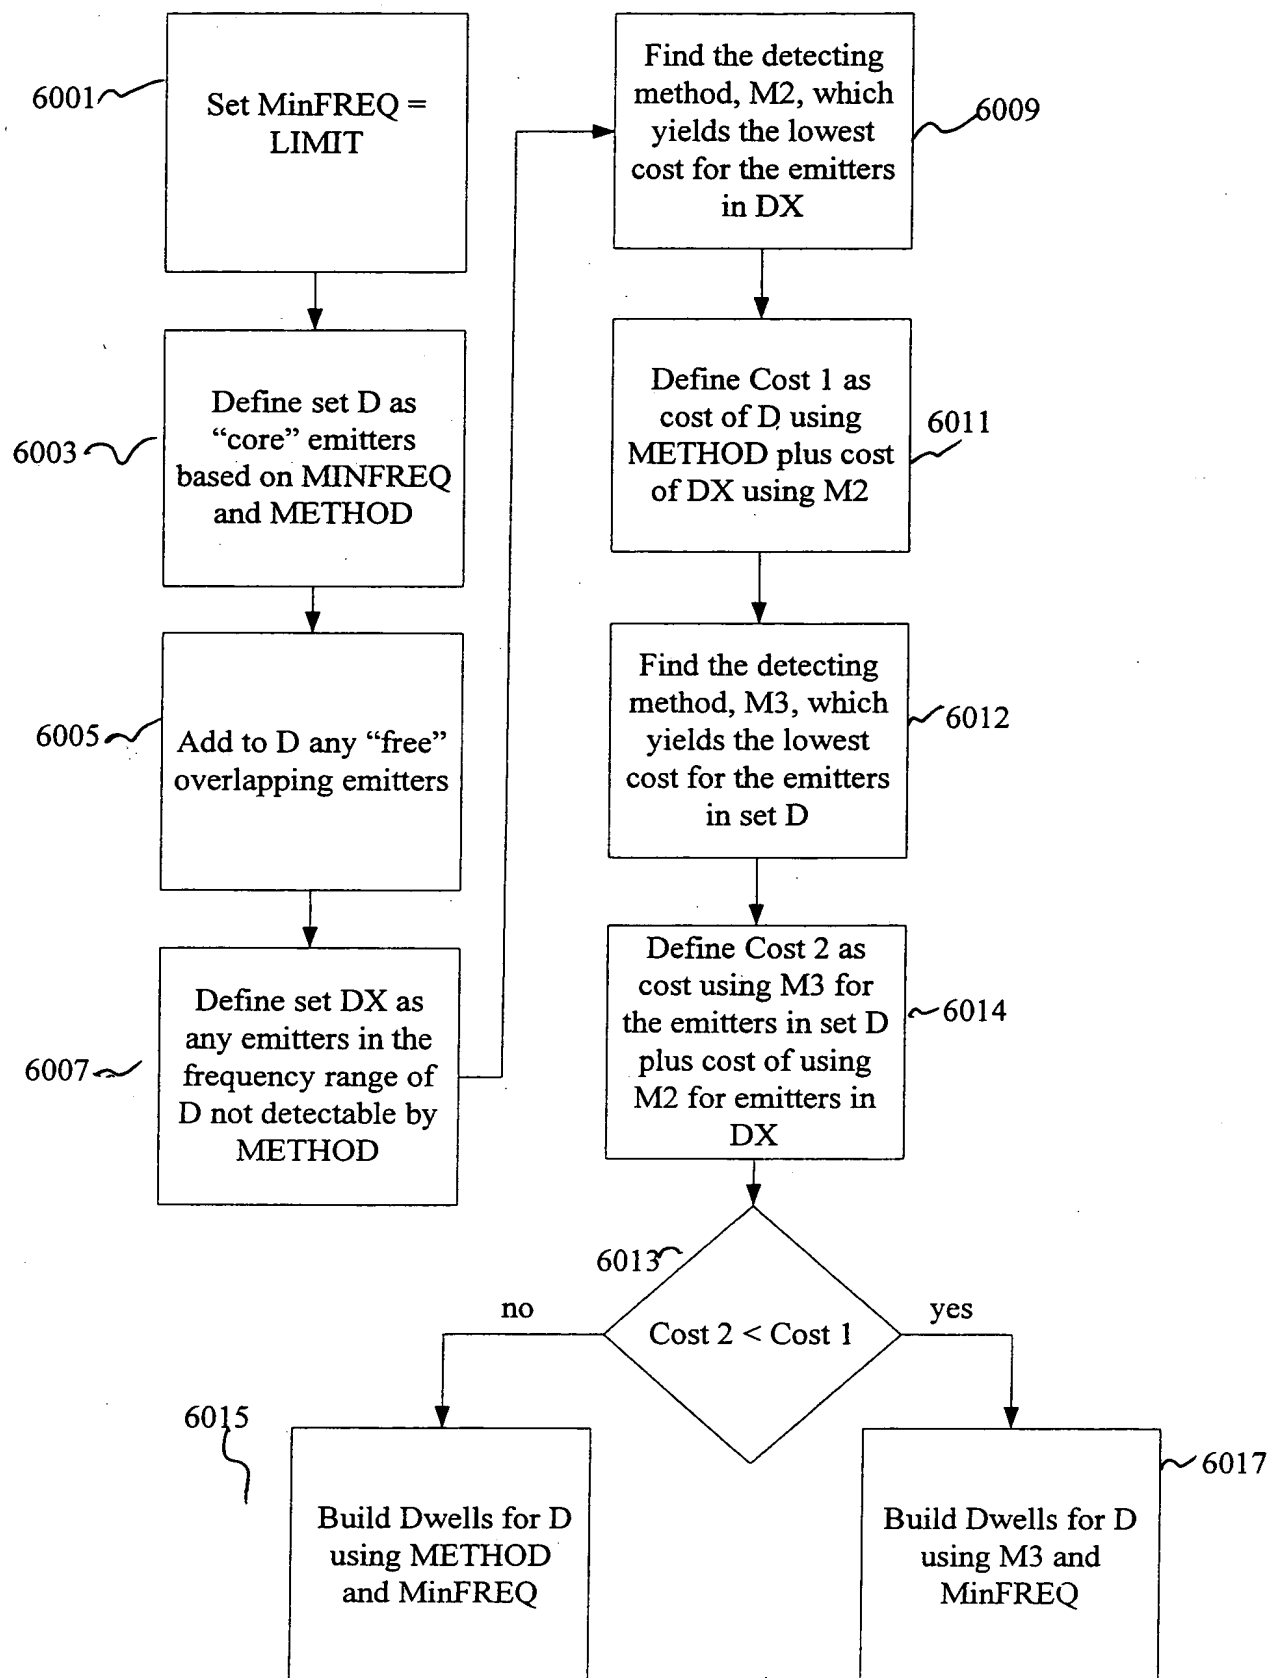 6001
Set MinFREQ =
LIMIT
6003
Define set D as
“core” emitters
based on MINFREQ
and METHOD
6005
Add to D any “free”
overlapping emitters
6007
Define set DX as
any emitters in the
frequency range of
D not detectable by
METHOD
Find the detecting
method, M2, which
yields the lowest
cost for the emitters
in DX
6009
Define Cost 1 as
cost of D using
METHOD plus cost
of DX using M2
6011
Find the detecting
method, M3, which
yields the lowest
cost for the emitters
in set D
6012
Define Cost 2 as
cost using M3 for
the emitters in set D
plus cost of using
M2 for emitters in
DX
6014
6013
Cost 2 < Cost 1
no
yes
6015
Build Dwells for D
using METHOD
and MinFREQ
6017
Build Dwells for D
using M3 and
MinFREQ